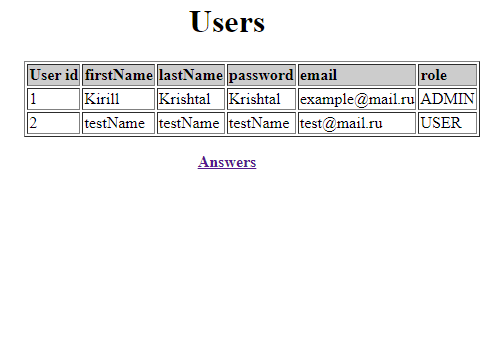 Users
User id firstName lastName password email role
1 Kirill Krishtal Krishtal example@mail.ru ADMIN
2 testName testName testName test@mail.ru USER
Answers